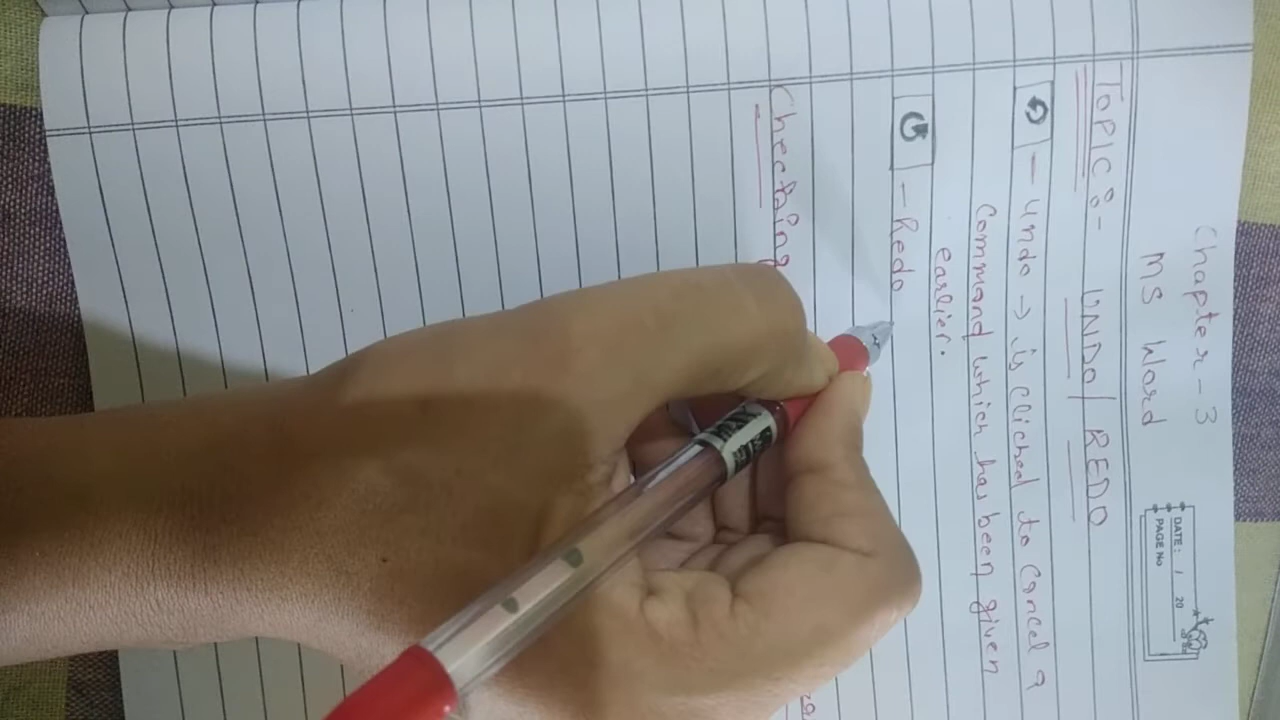 Chapter - 3
MS Word
DATE: / / 20
PAGE No
TOPIC:- UNDO/ REDO
- Undo → is clicked to cancel a
Command which has been given
earlier.
- Redo
Checking